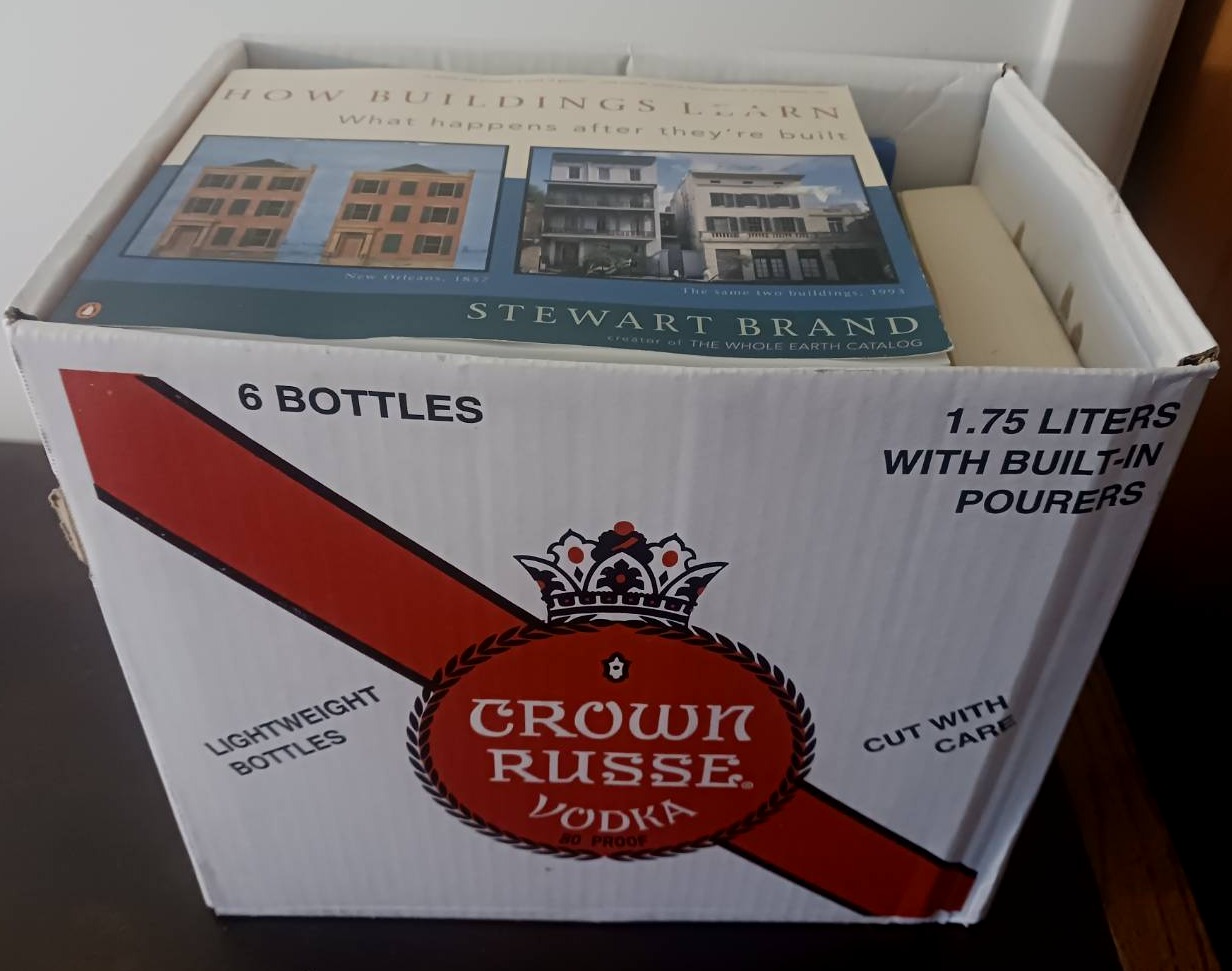 HOW BUILDINGS LEARN
What happens after they're built
New Orleans, 1857
The same two buildings, 1993
STEWART BRAND
creator of THE WHOLE EARTH CATALOG
6 BOTTLES
1.75 LITERS
WITH BUILT-IN
POURERS
LIGHTWEIGHT
BOTTLES
CUT WITH
CARE
CROWN
RUSSE®
VODKA
80 PROOF